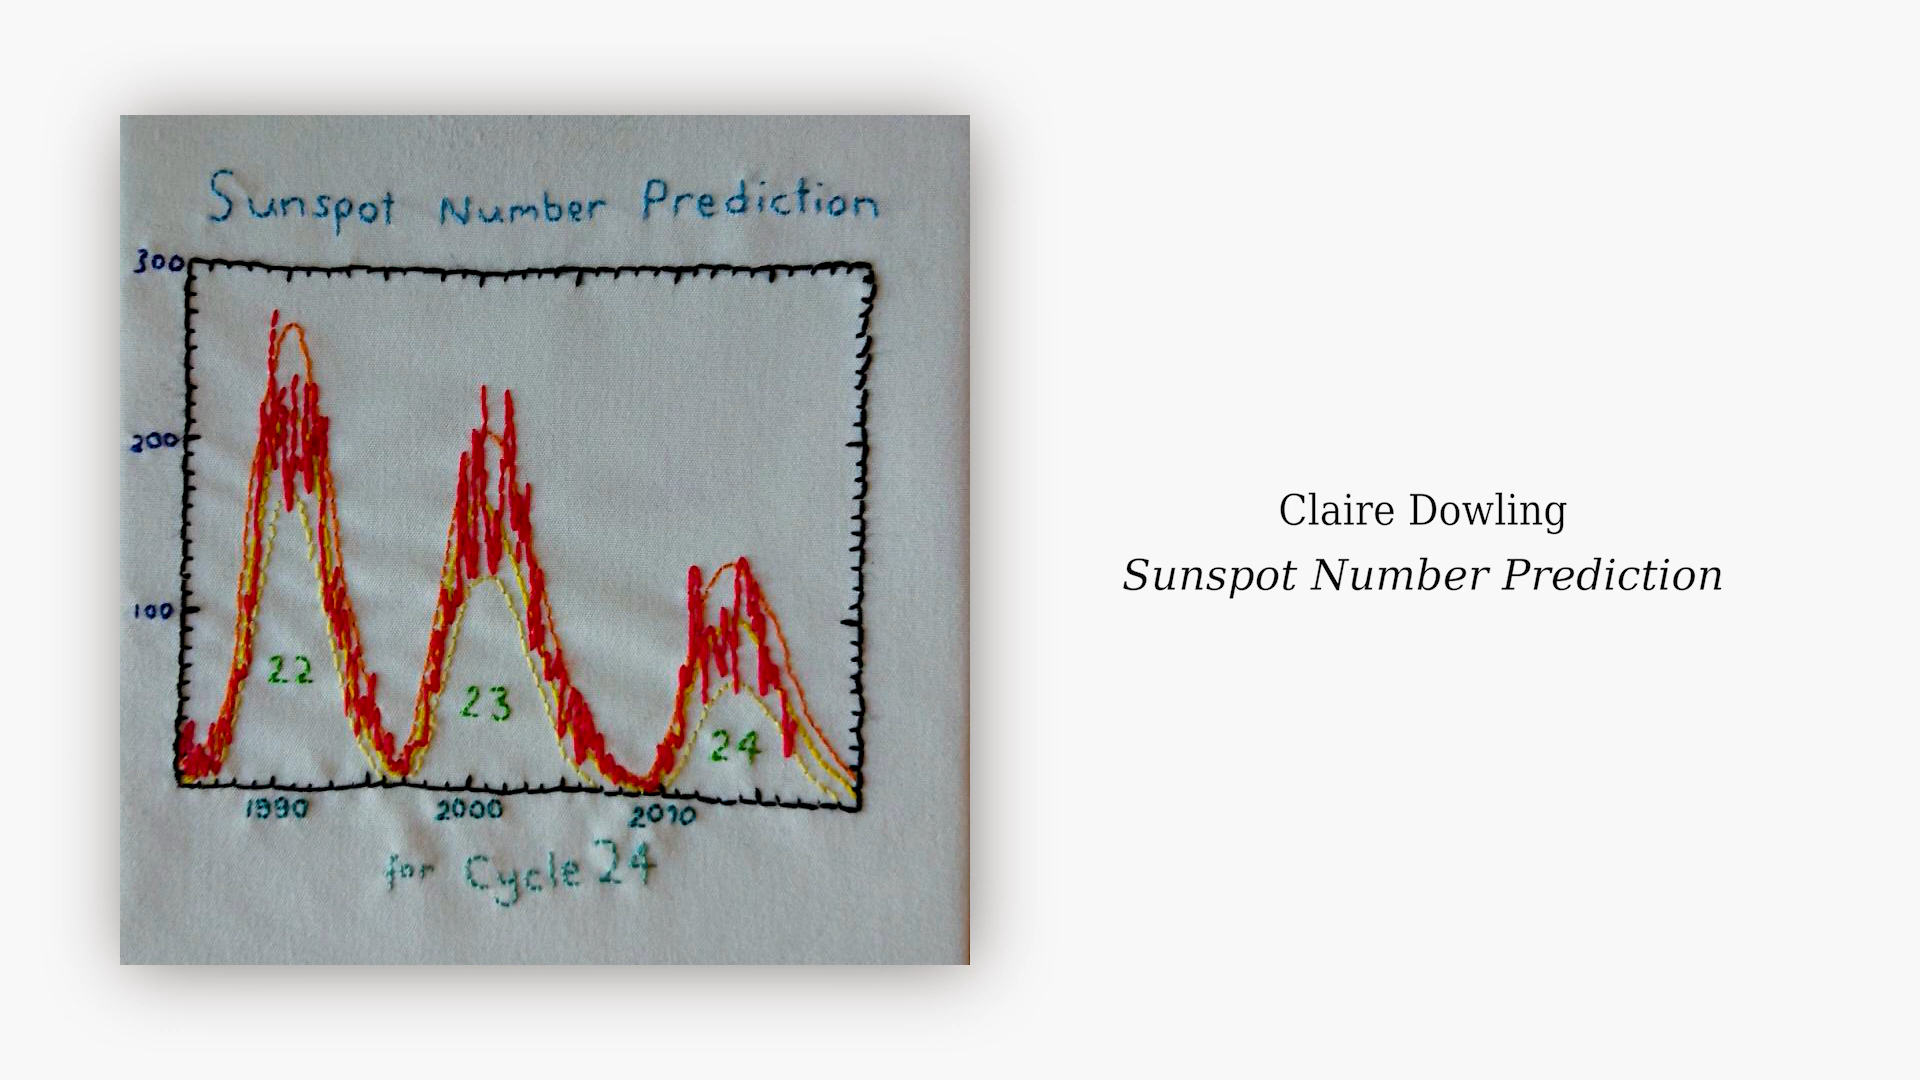 Sunspot Number Prediction
300
200
100
22
23
24
1990
2000
2010
for Cycle 24
Claire Dowling
Sunspot Number Prediction